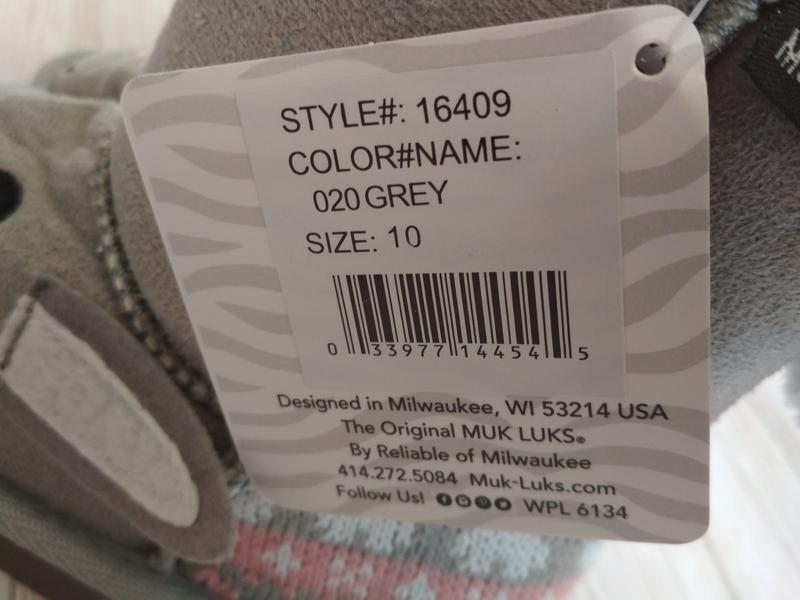 STYLE#: 16409
COLOR#NAME:
020 GREY
SIZE: 10
0 33977 14454 5
Designed in Milwaukee, WI 53214 USA
The Original MUK LUKS®
By Reliable of Milwaukee
414.272.5084 Muk-Luks.com
Follow Us! WPL 6134